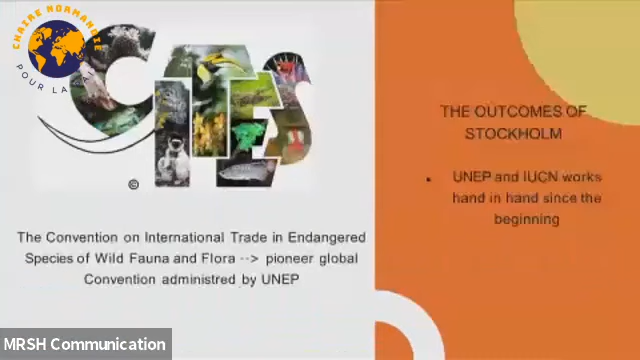 CHAIRE NORMANDIE
POUR LA PAIX
CITES
©
The Convention on International Trade in Endangered
Species of Wild Fauna and Flora --> pioneer global
Convention administred by UNEP
THE OUTCOMES OF
STOCKHOLM
• UNEP and IUCN works
hand in hand since the
beginning
MRSH Communication